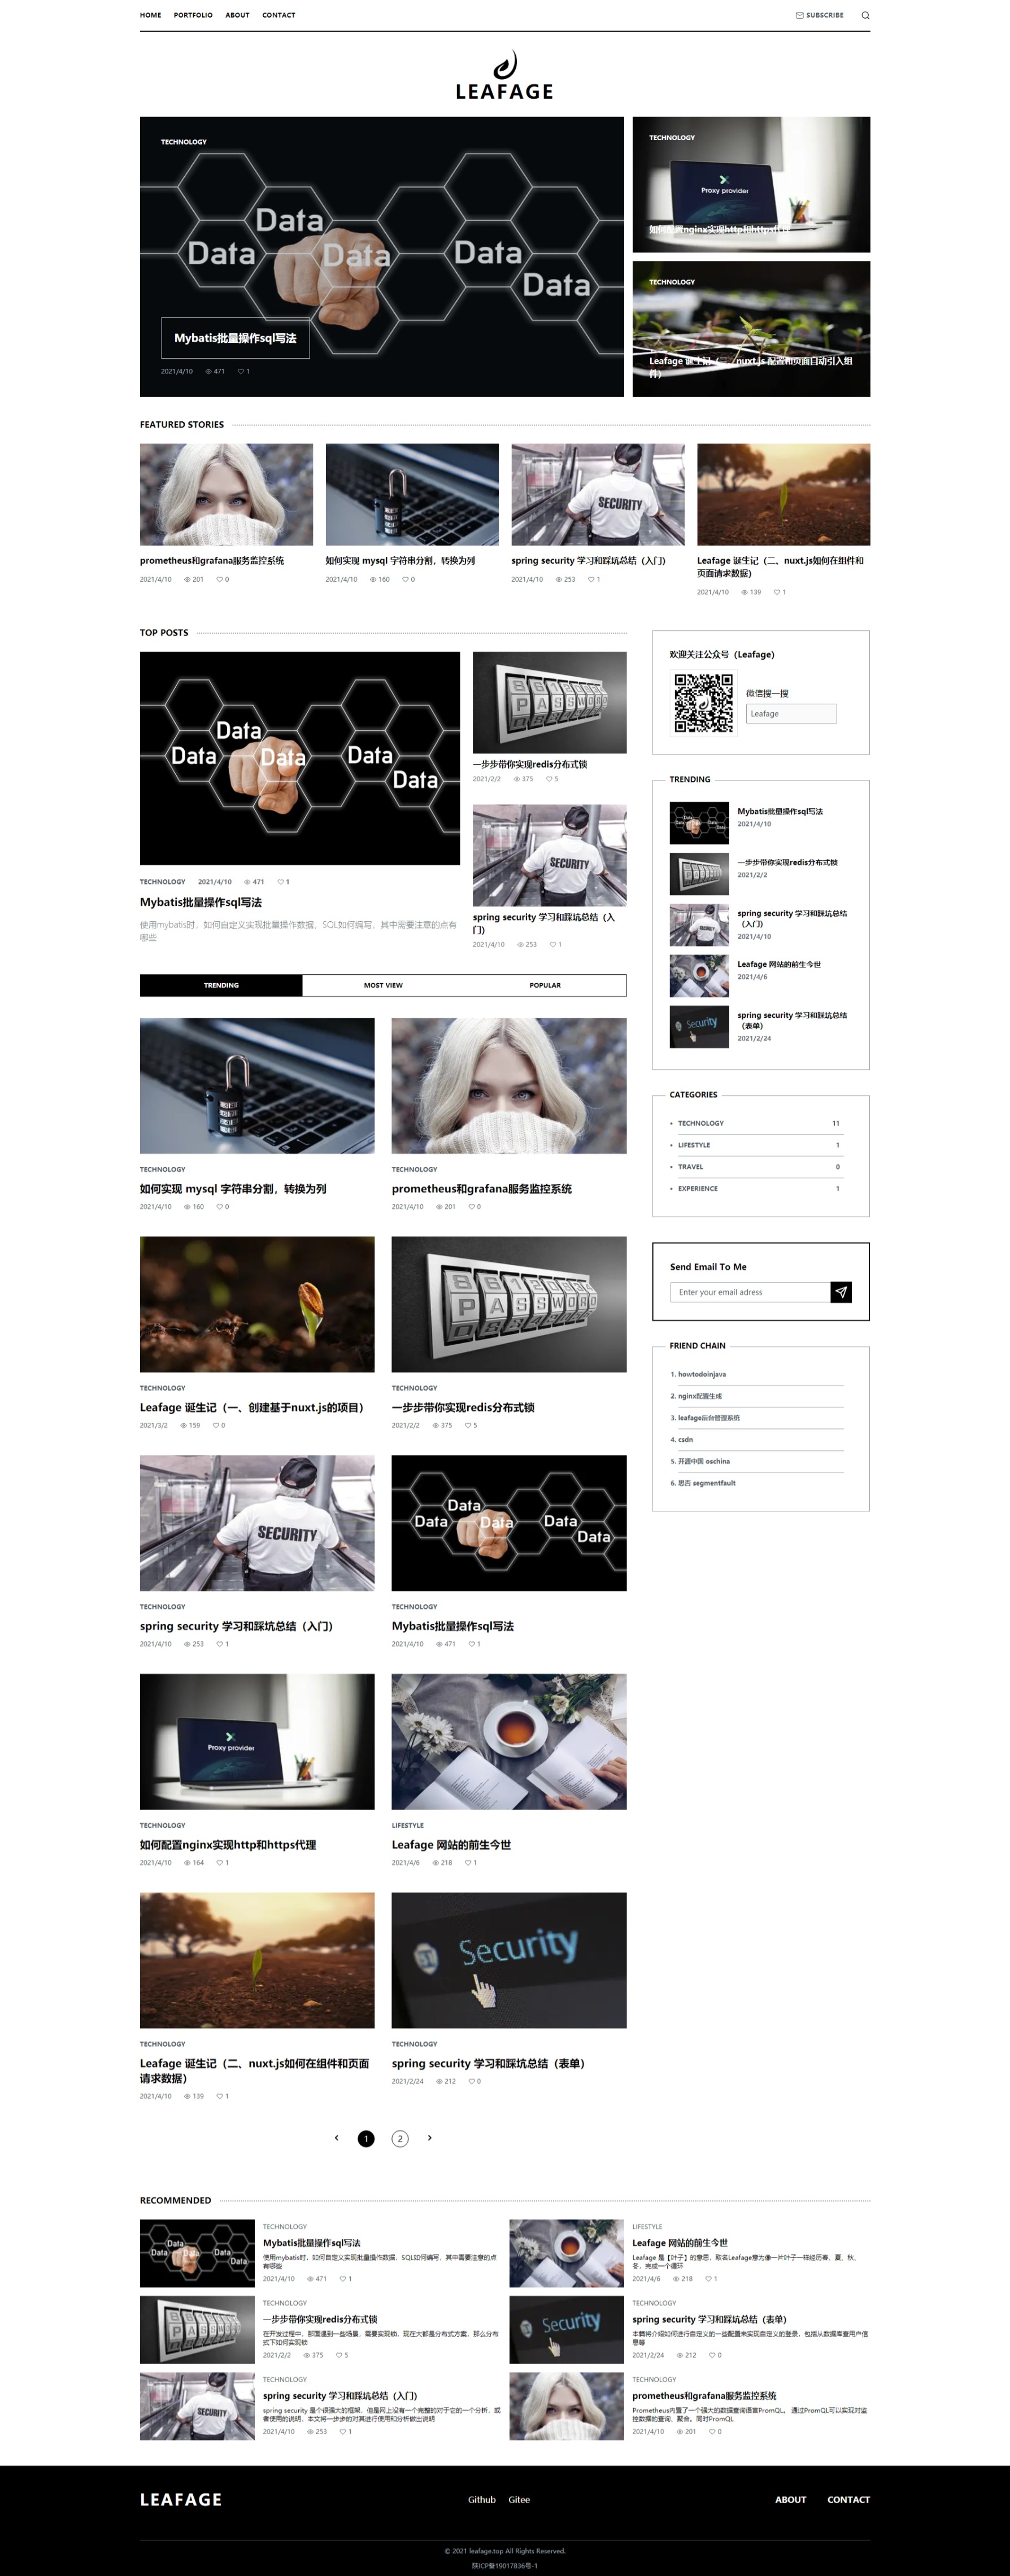 HOME PORTFOLIO ABOUT CONTACT SUBSCRIBE
LEAFAGE
TECHNOLOGY
Data
Data
Data
Data
Data
Mybatis批量操作sql写法
2021/4/10 471 1
TECHNOLOGY
Proxy provider
如何配置nginx实现http和https代理
TECHNOLOGY
nuxt.js 配置和页面自动引入组
件）
FEATURED STORIES
SECURITY
prometheus和grafana服务监控系统
2021/4/10 201 0
如何实现 mysql 字符串分割，转换为列
2021/4/10 160 0
spring security 学习和踩坑总结（入门）
2021/4/10 253 1
Leafage 诞生记（二、nuxt.js如何在组件和
页面请求数据）
2021/4/10 139 1
TOP POSTS
Data
Data
Data
Data
Data
TECHNOLOGY 2021/4/10 471 1
Mybatis批量操作sql写法
使用mybatis时，如何自定义实现批量操作数据，SQL如何编写，其中需要注意的点有
哪些
PASSWORD
一步步带你实现redis分布式锁
2021/2/2 375 5
SECURITY
spring security 学习和踩坑总结（入
门）
2021/4/10 253 1
TRENDING MOST VIEW POPULAR
TECHNOLOGY
如何实现 mysql 字符串分割，转换为列
2021/4/10 160 0
TECHNOLOGY
prometheus和grafana服务监控系统
2021/4/10 201 0
TECHNOLOGY
Leafage 诞生记（一、创建基于nuxt.js的项目）
2021/3/2 159 0
PASSWORD
TECHNOLOGY
一步步带你实现redis分布式锁
2021/2/2 375 5
SECURITY
TECHNOLOGY
spring security 学习和踩坑总结（入门）
2021/4/10 253 1
Data
Data
Data
Data
Data
TECHNOLOGY
Mybatis批量操作sql写法
2021/4/10 471 1
Proxy provider
TECHNOLOGY
如何配置nginx实现http和https代理
2021/4/10 164 1
LIFESTYLE
Leafage 网站的前生今世
2021/4/6 218 1
TECHNOLOGY
Leafage 诞生记（二、nuxt.js如何在组件和页面
请求数据）
2021/4/10 139 1
Security
TECHNOLOGY
spring security 学习和踩坑总结（表单）
2021/2/24 212 0
1 2
欢迎关注公众号（Leafage）
微信搜一搜
Leafage
TRENDING
Mybatis批量操作sql写法
2021/4/10
一步步带你实现redis分布式锁
2021/2/2
spring security 学习和踩坑总结
（入门）
2021/4/10
Leafage 网站的前生今世
2021/4/6
Security
spring security 学习和踩坑总结
（表单）
2021/2/24
CATEGORIES
TECHNOLOGY 11
LIFESTYLE 1
TRAVEL 0
EXPERIENCE 1
Send Email To Me
Enter your email adress
FRIEND CHAIN
1. howtodoinjava
2. nginx配置生成
3. leafage后台管理系统
4. csdn
5. 开源中国 oschina
6. 思否 segmentfault
RECOMMENDED
Data
Data
Data
Data
Data
TECHNOLOGY
Mybatis批量操作sql写法
使用mybatis时，如何自定义实现批量操作数据，SQL如何编写，其中需要注意的点
有哪些
2021/4/10 471 1
LIFESTYLE
Leafage 网站的前生今世
Leafage 是【叶子】的意思，取名Leafage意为像一片叶子一样经历春、夏、秋、
冬，完成一个循环
2021/4/6 218 1
PASSWORD
TECHNOLOGY
一步步带你实现redis分布式锁
在开发过程中，却面遇到一些场景，需要实现锁，现在大都是分布式方案，那么分布
式下如何实现锁
2021/2/2 375 5
Security
TECHNOLOGY
spring security 学习和踩坑总结（表单）
本篇将介绍如何进行自定义的一些配置来实现自定义的登录，包括从数据库查用户信
息等
2021/2/24 212 0
SECURITY
TECHNOLOGY
spring security 学习和踩坑总结（入门）
spring security 是个很强大的框架，但是网上没有一个完整的对于它的一个分析，或
者使用的说明，本文将一步步的对其进行使用和分析做出说明
2021/4/10 253 1
TECHNOLOGY
prometheus和grafana服务监控系统
Prometheus内置了一个强大的数据查询语言PromQL。 通过PromQL可以实现对监
控数据的查询、聚合。同时PromQL
2021/4/10 201 0
LEAFAGE Github Gitee ABOUT CONTACT
© 2021 leafage.top All Rights Reserved.
陕ICP备19017836号-1